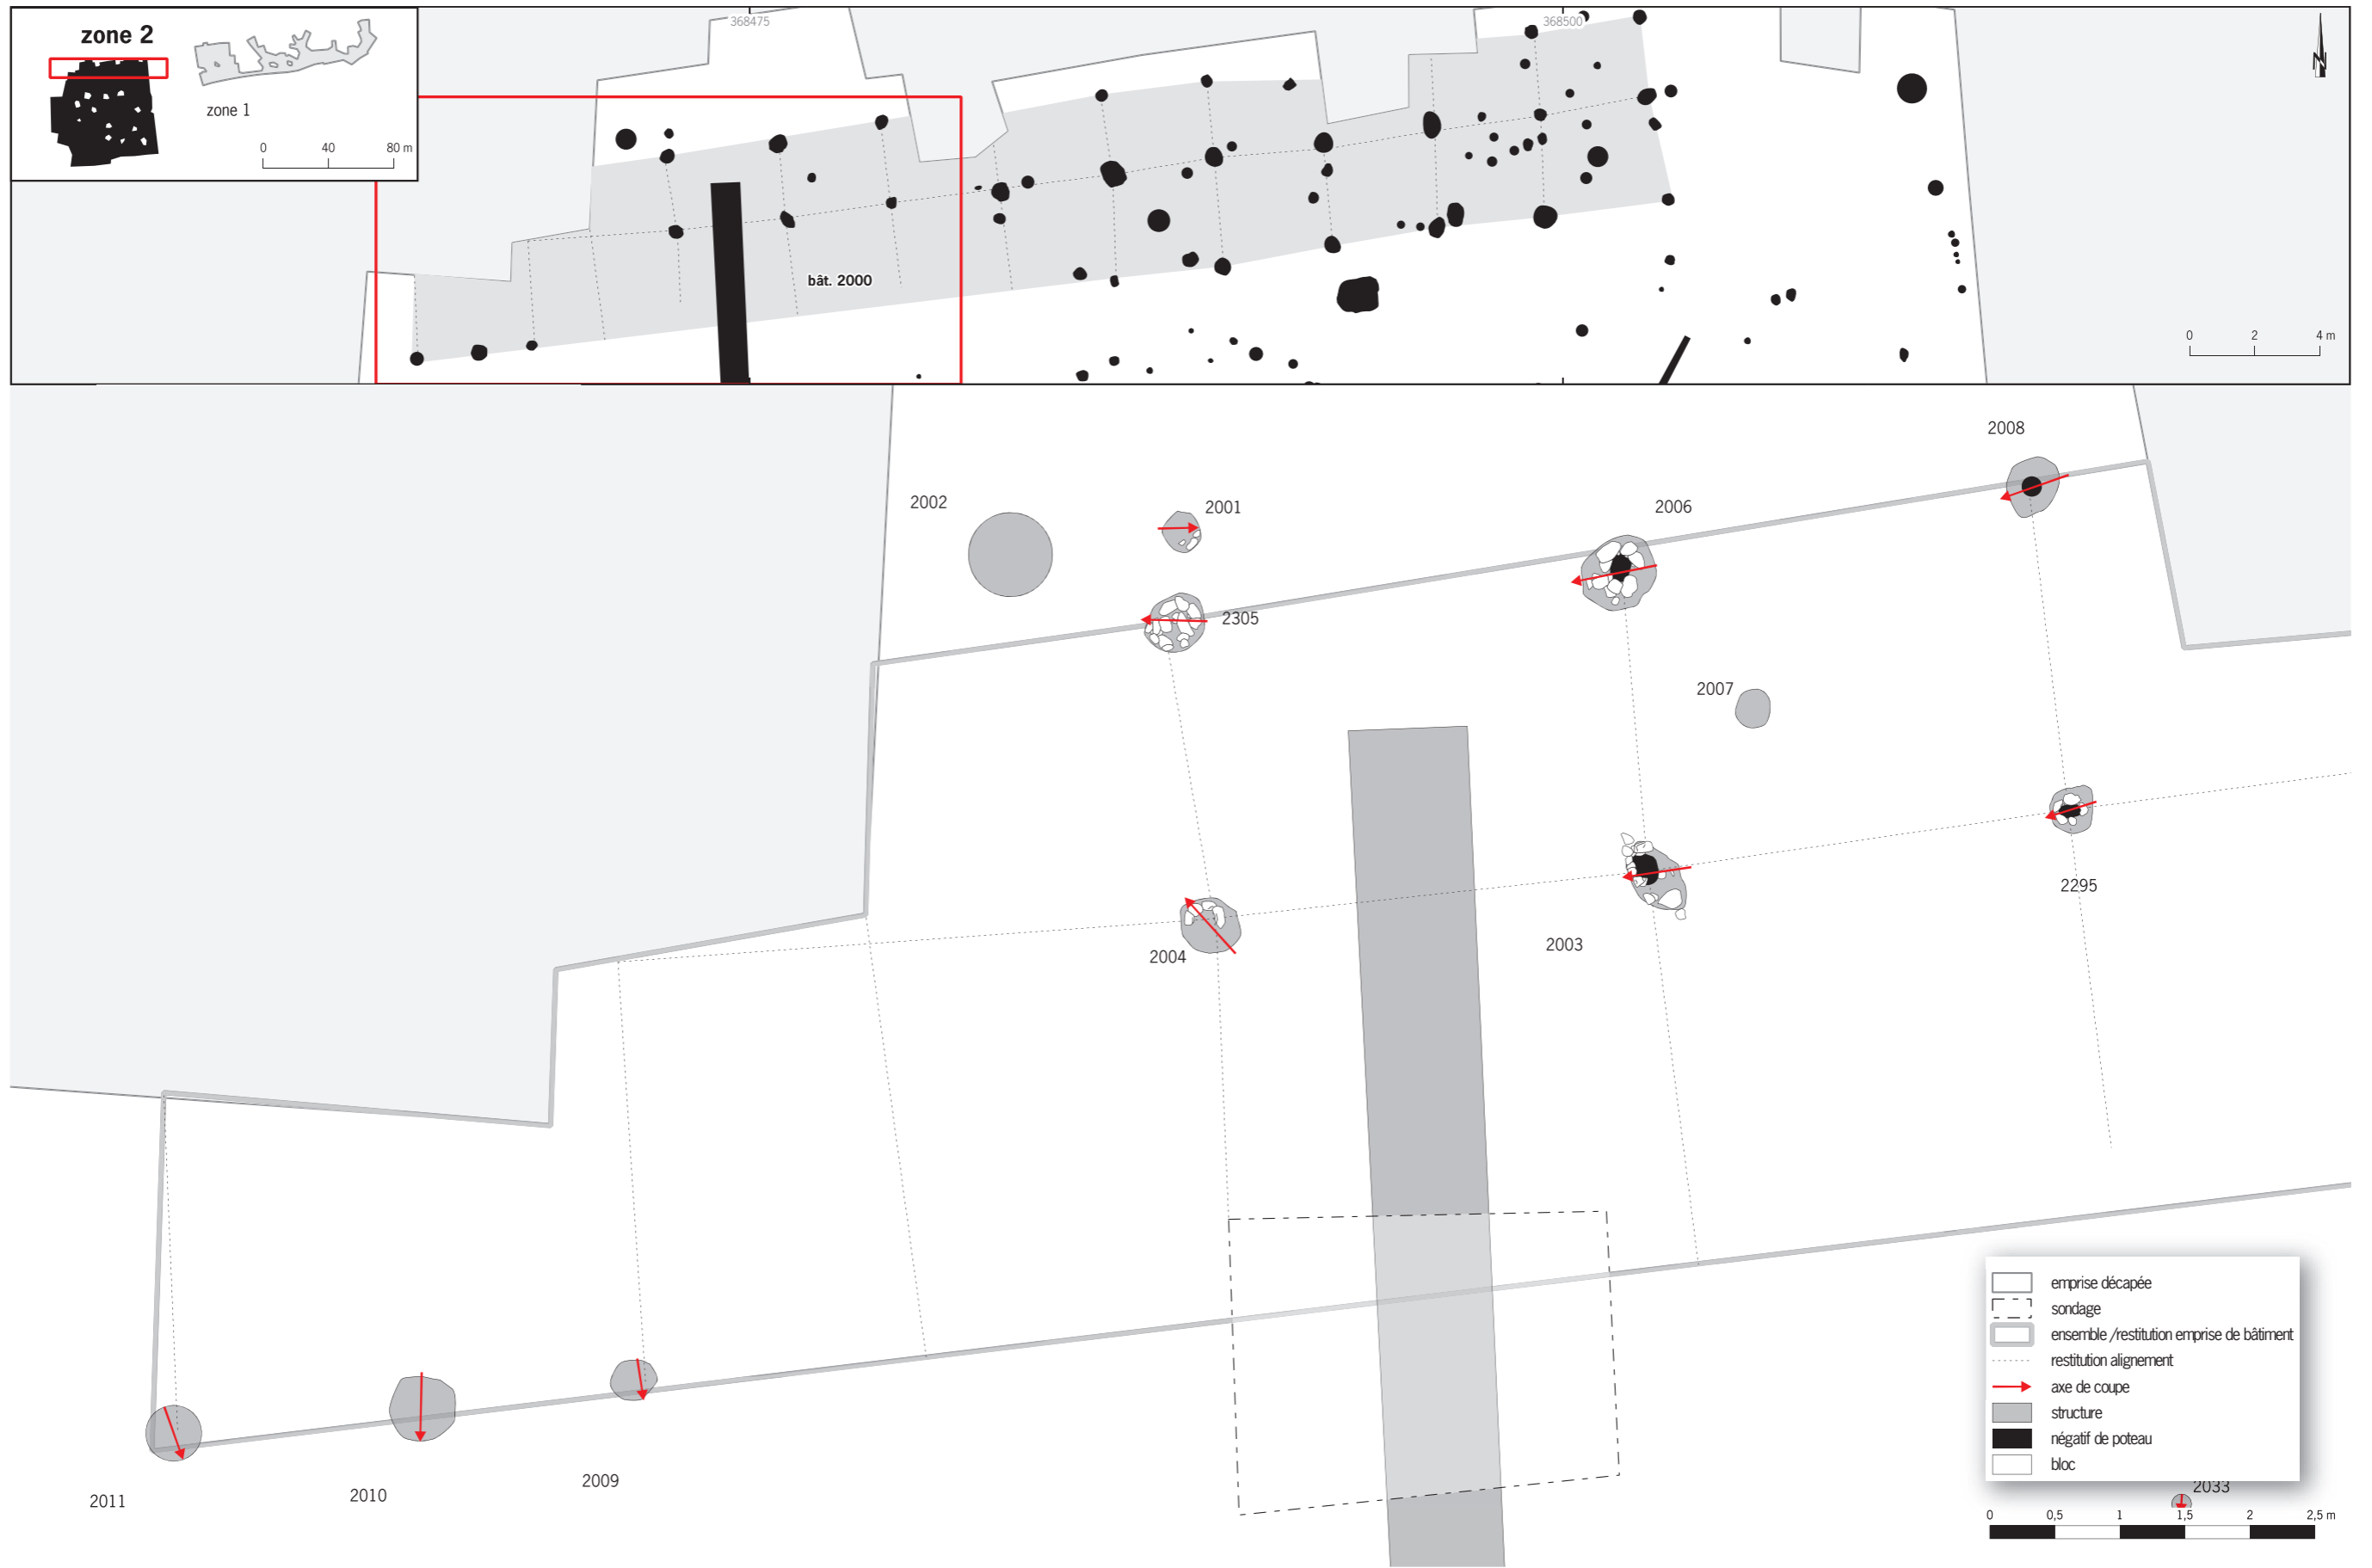 zone 2
zone 1
0 40 80 m
368475
368500
N
bât. 2000
0 2 4 m
2008
2002
2001
2006
2305
2007
2295
2003
2004
emprise décapée
sondage
ensemble /restitution emprise de bâtiment
restitution alignement
axe de coupe
structure
négatif de poteau
bloc
2009
2010
2011
2033
0 0,5 1 1,5 2 2,5 m